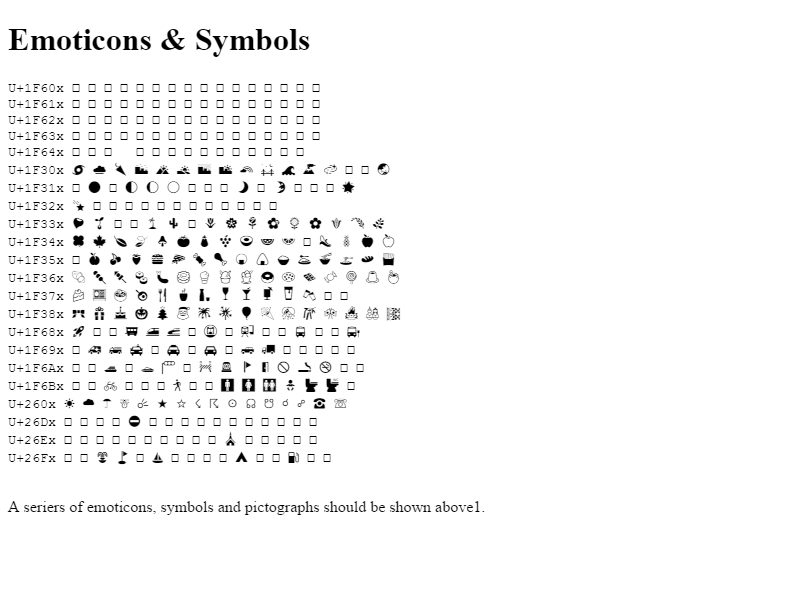 Emoticons & Symbols
U+1F60x
U+1F61x
U+1F62x
U+1F63x
U+1F64x
U+1F30x
U+1F31x
U+1F32x
U+1F33x
U+1F34x
U+1F35x
U+1F36x
U+1F37x
U+1F38x
U+1F68x
U+1F69x
U+1F6Ax
U+1F6Bx
U+260x
U+26Dx
U+26Ex
U+26Fx
A seriers of emoticons, symbols and pictographs should be shown above1.